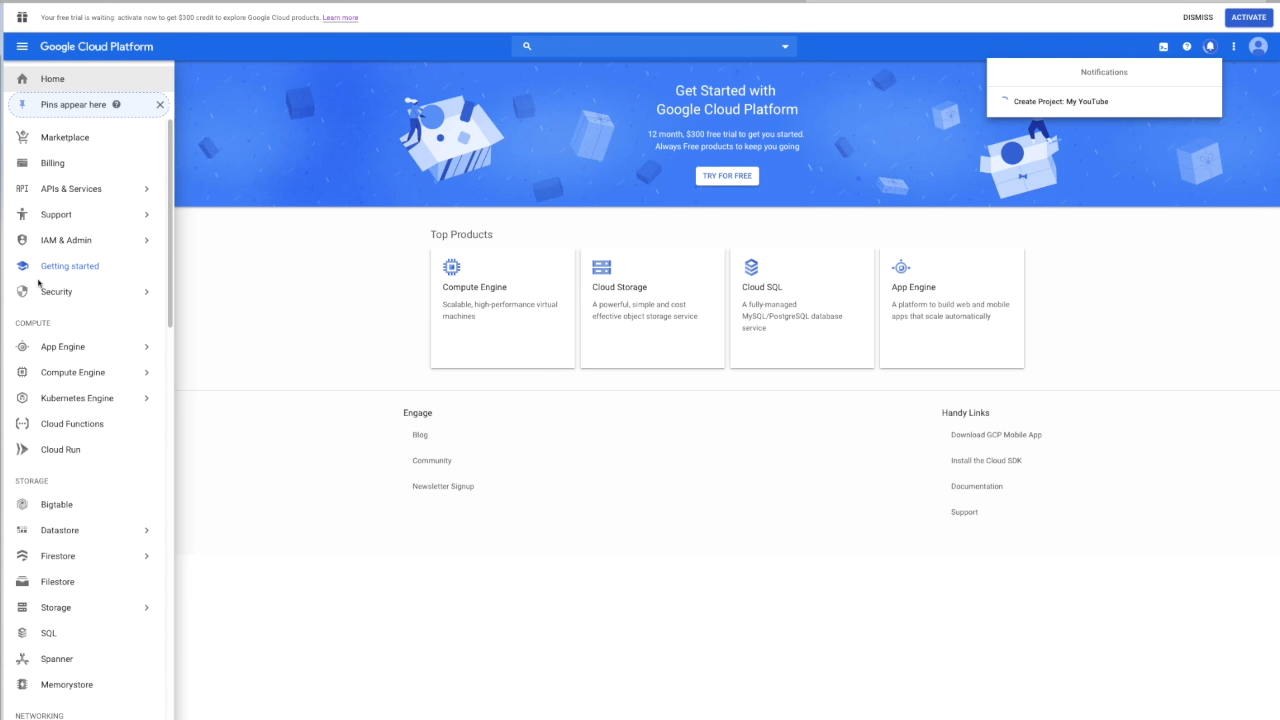 Your free trial is waiting: activate now to get $300 credit to explore Google Cloud products. Learn more
DISMISS
ACTIVATE
Google Cloud Platform
Home
Pins appear here
Marketplace
Billing
API
APIs & Services
Support
IAM & Admin
Getting started
Security
COMPUTE
App Engine
Compute Engine
Kubernetes Engine
Cloud Functions
Cloud Run
STORAGE
Bigtable
Datastore
Firestore
Filestore
Storage
SQL
Spanner
Memorystore
NETWORKING
Get Started with
Google Cloud Platform
12 month, $300 free trial to get you started.
Always Free products to keep you going
TRY FOR FREE
Notifications
Create Project: My YouTube
Top Products
Compute Engine
Scalable, high-performance virtual
machines
Cloud Storage
A powerful, simple and cost
effective object storage service
Cloud SQL
A fully-managed
MySQL/PostgreSQL database
service
App Engine
A platform to build web and mobile
apps that scale automatically
Engage
Blog
Community
Newsletter Signup
Handy Links
Download GCP Mobile App
Install the Cloud SDK
Documentation
Support